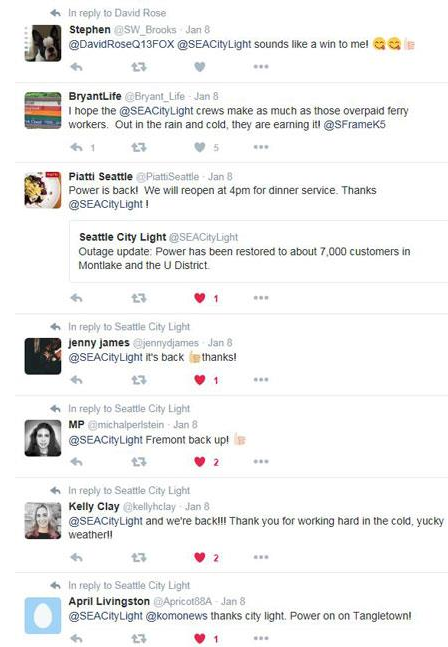 In reply to David Rose
Stephen @SW_Brooks · Jan 8
@DavidRoseQ13FOX @SEACityLight sounds like a win to me! 😋😋👍
BryantLife @Bryant_Life · Jan 8
I hope the @SEACityLight crews make as much as those overpaid ferry
workers. Out in the rain and cold, they are earning it! @SFrameK5
1 5
Piatti Seattle @PiattiSeattle · Jan 8
Power is back! We will reopen at 4pm for dinner service. Thanks
@SEACityLight !
Seattle City Light @SEACityLight
Outage update: Power has been restored to about 7,000 customers in
Montlake and the U District.
1
In reply to Seattle City Light
jenny james @jennydjames · Jan 8
@SEACityLight it's back 👍thanks!
1
In reply to Seattle City Light
MP @michalperlstein · Jan 8
@SEACityLight Fremont back up! 👍
2
In reply to Seattle City Light
Kelly Clay @kellyhclay · Jan 8
@SEACityLight and we're back!!! Thank you for working hard in the cold, yucky
weather!!
2
In reply to Seattle City Light
April Livingston @Apricot88A · Jan 8
@SEACityLight @komonews thanks city light. Power on on Tangletown!
1